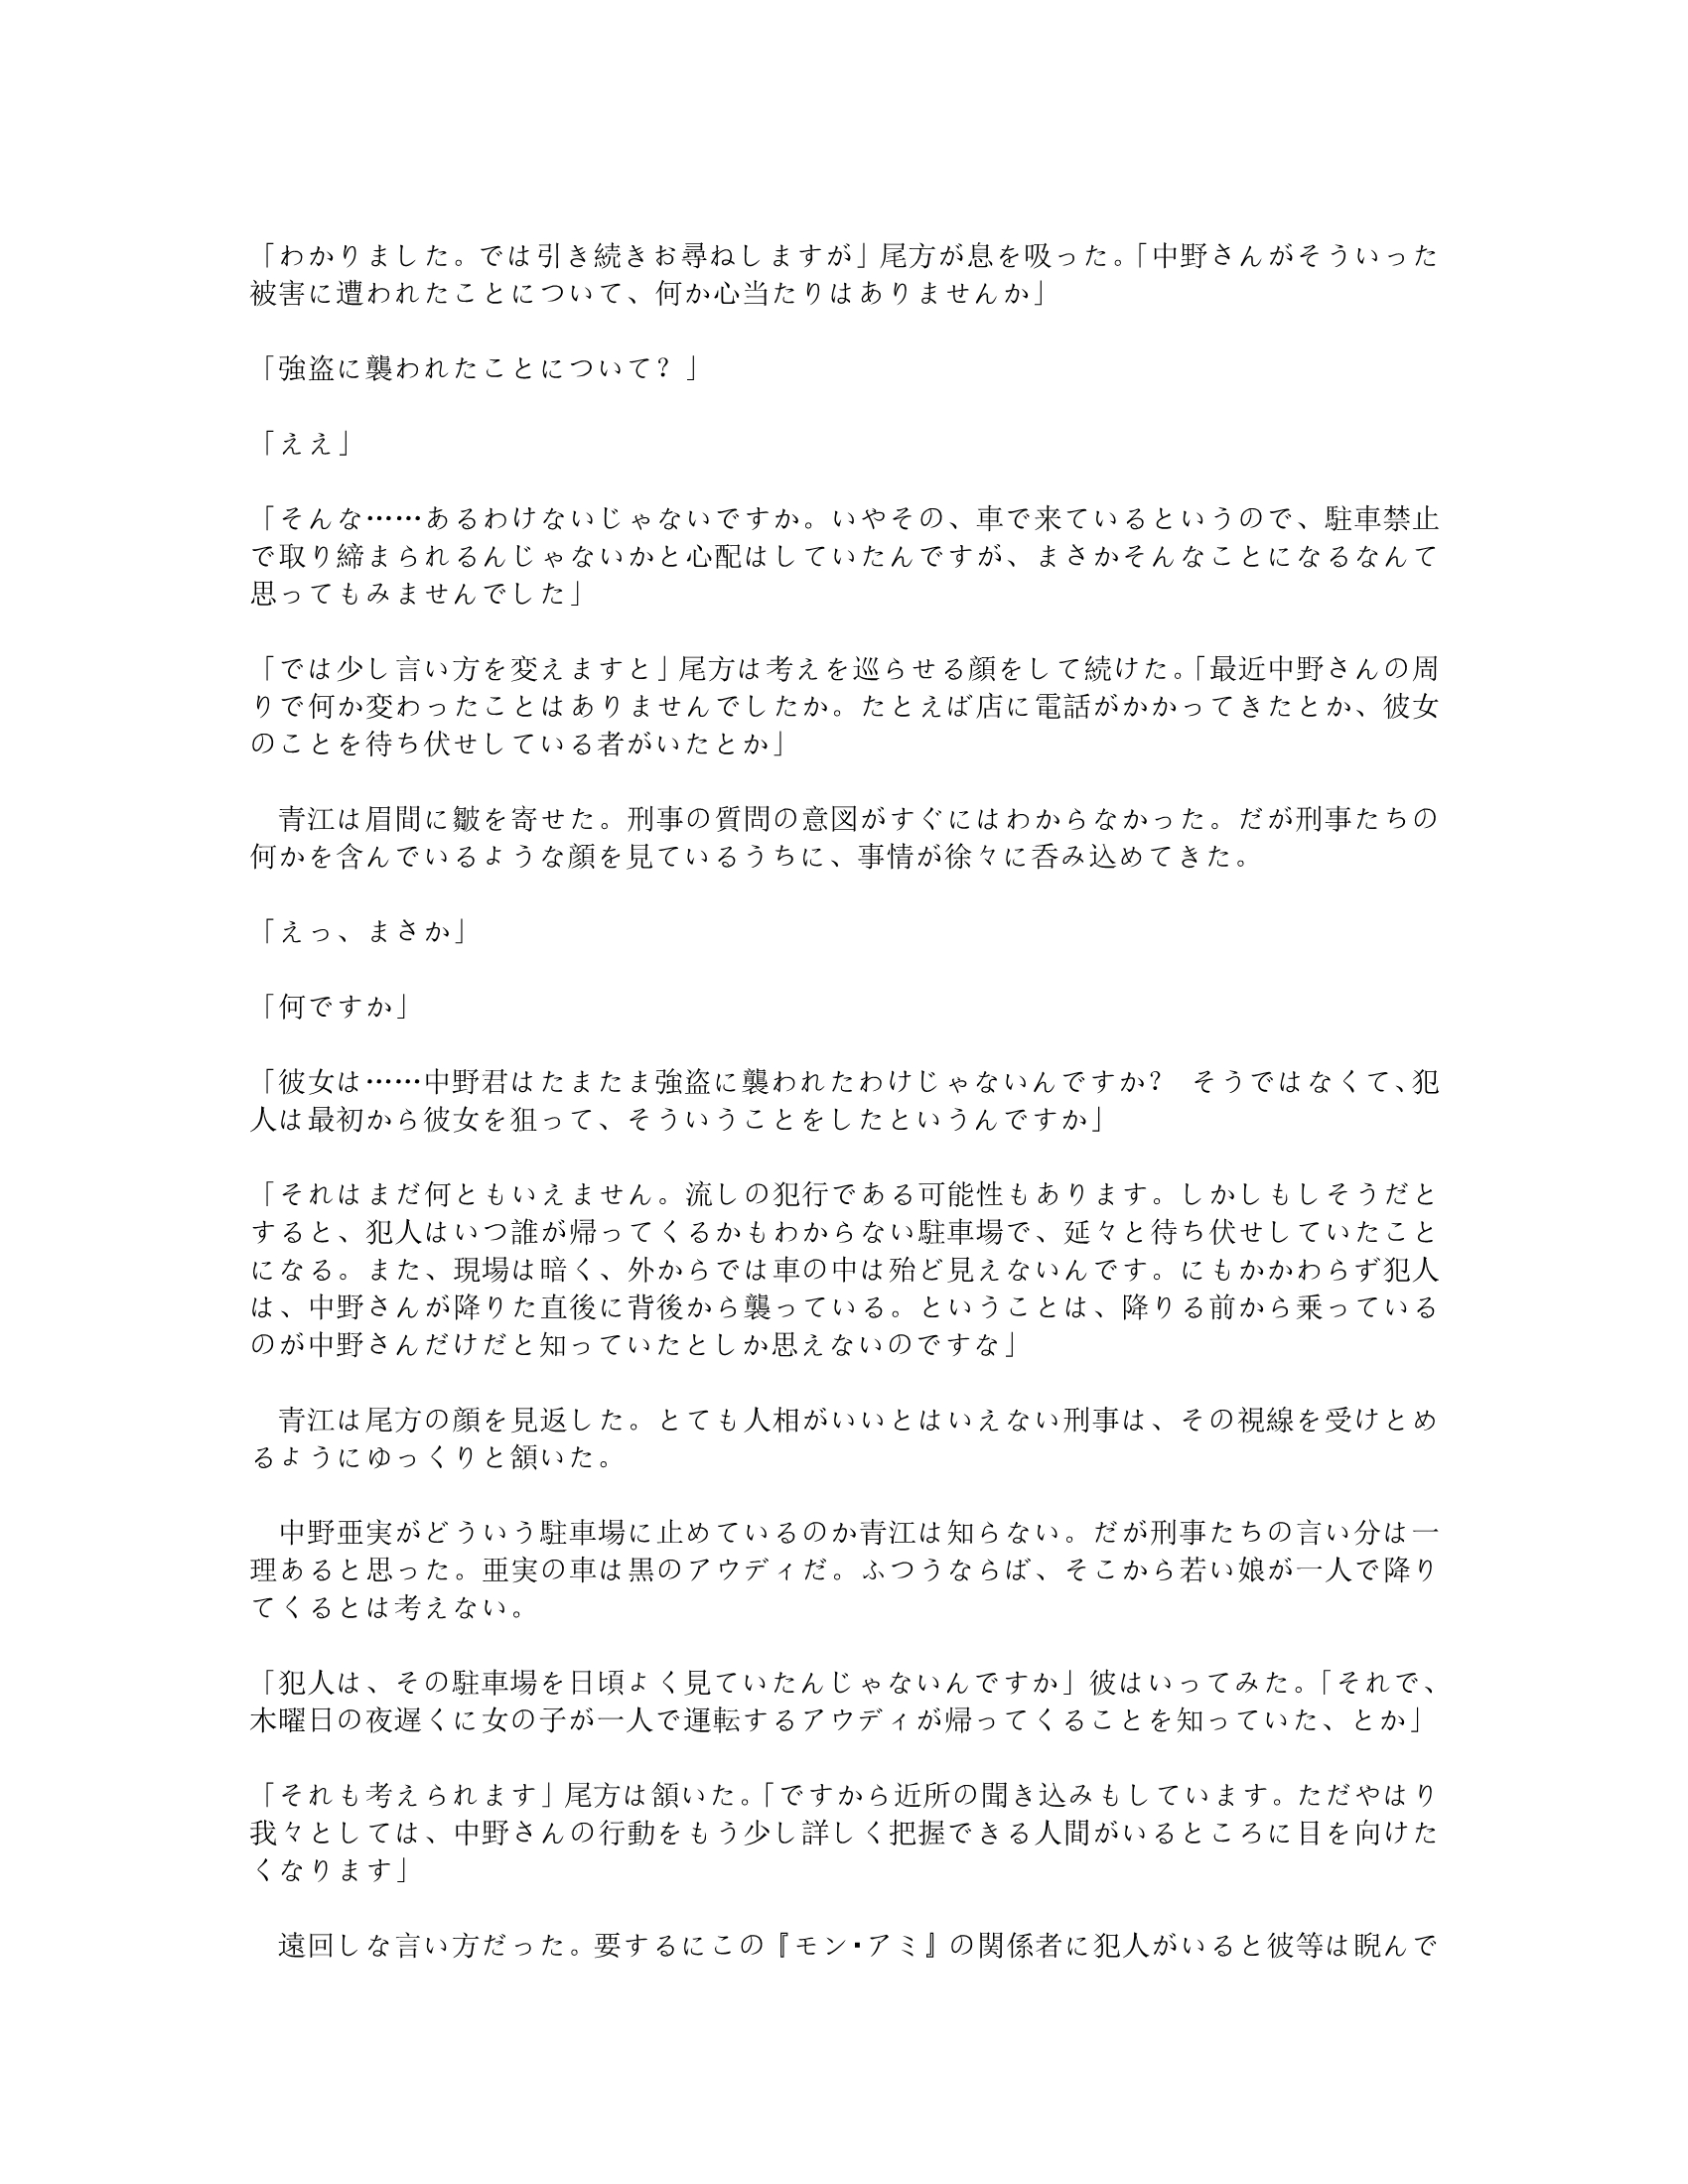 「わかりました。では引き続きお尋ねしますが」尾方が息を吸った。「中野さんがそういった
被害に遭われたことについて、何か心当たりはありませんか」
「強盗に襲われたことについて？」
「ええ」
「そんな……あるわけないじゃないですか。いやその、車で来ているというので、駐車禁止
で取り締まられるんじゃないかと心配はしていたんですが、まさかそんなことになるなんて
思ってもみませんでした」
「では少し言い方を変えますと」尾方は考えを巡らせる顔をして続けた。「最近中野さんの周
りで何か変わったことはありませんでしたか。たとえば店に電話がかかってきたとか、彼女
のことを待ち伏せしている者がいたとか」
　青江は眉間に皺を寄せた。刑事の質問の意図がすぐにはわからなかった。だが刑事たちの
何かを含んでいるような顔を見ているうちに、事情が徐々に呑み込めてきた。
「えっ、まさか」
「何ですか」
「彼女は……中野君はたまたま強盗に襲われたわけじゃないんですか？　そうではなくて、犯
人は最初から彼女を狙って、そういうことをしたというんですか」
「それはまだ何ともいえません。流しの犯行である可能性もあります。しかしもしそうだと
すると、犯人はいつ誰が帰ってくるかもわからない駐車場で、延々と待ち伏せしていたこと
になる。また、現場は暗く、外からでは車の中は殆ど見えないんです。にもかかわらず犯人
は、中野さんが降りた直後に背後から襲っている。ということは、降りる前から乗っている
のが中野さんだけだと知っていたとしか思えないのですな」
　青江は尾方の顔を見返した。とても人相がいいとはいえない刑事は、その視線を受けとめ
るようにゆっくりと頷いた。
　中野亜実がどういう駐車場に止めているのか青江は知らない。だが刑事たちの言い分は一
理あると思った。亜実の車は黒のアウディだ。ふつうならば、そこから若い娘が一人で降り
てくるとは考えない。
「犯人は、その駐車場を日頃よく見ていたんじゃないんですか」彼はいってみた。「それで、
木曜日の夜遅くに女の子が一人で運転するアウディが帰ってくることを知っていた、とか」
「それも考えられます」尾方は頷いた。「ですから近所の聞き込みもしています。ただやはり
我々としては、中野さんの行動をもう少し詳しく把握できる人間がいるところに目を向けた
くなります」
　遠回しな言い方だった。要するにこの『モン・アミ』の関係者に犯人がいると彼等は睨んで